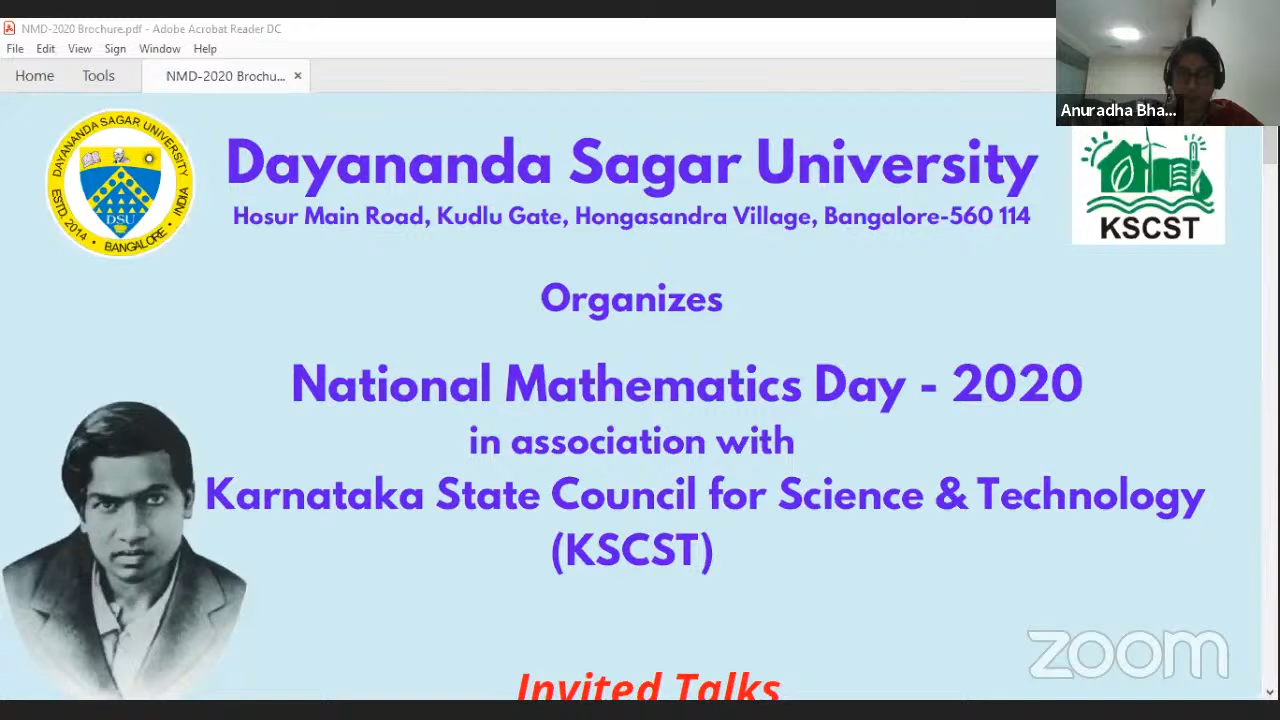 NMD-2020 Brochure.pdf - Adobe Acrobat Reader DC
File Edit View Sign Window Help
Home Tools NMD-2020 Brochu... ×
Anuradha Bha...
DAYANANDA SAGAR UNIVERSITY
ESTD. 2014 • BANGALORE • INDIA
DSU
Dayananda Sagar University
Hosur Main Road, Kudlu Gate, Hongasandra Village, Bangalore-560 114
KSCST
Organizes
National Mathematics Day - 2020
in association with
Karnataka State Council for Science & Technology
(KSCST)
zoom
Invited Talks